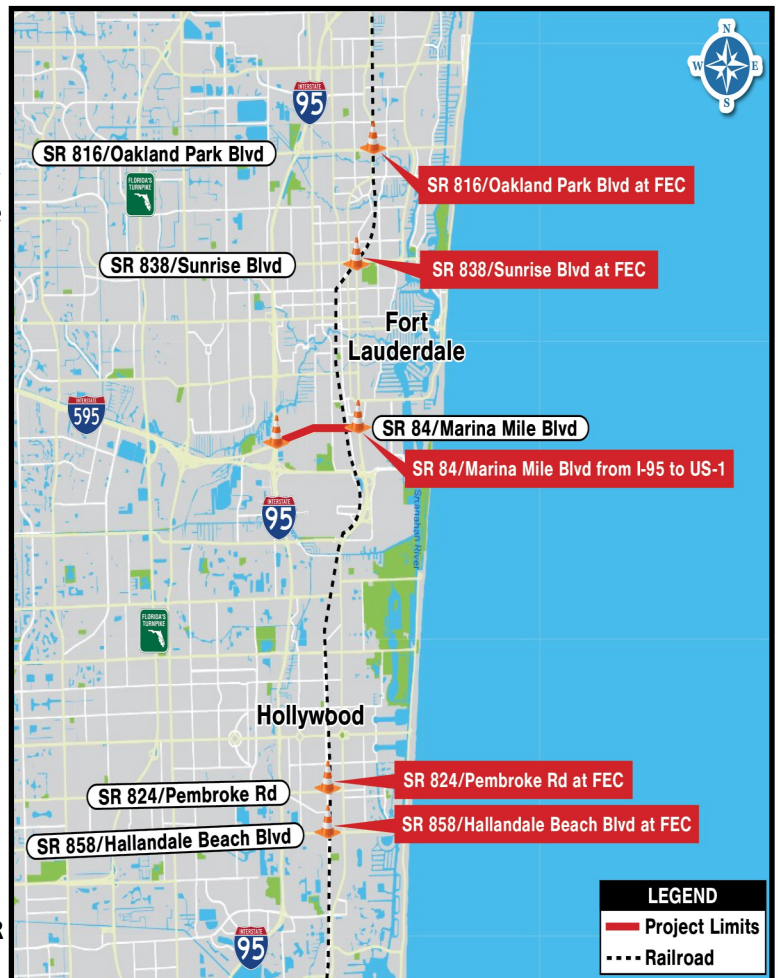 N
W E
S
INTERSTATE
95
SR 816/Oakland Park Blvd
FLORIDA'S
TURNPIKE
SR 816/Oakland Park Blvd at FEC
e
SR 838/Sunrise Blvd
SR 838/Sunrise Blvd at FEC
Fort
Lauderdale
INTERSTATE
595
SR 84/Marina Mile Blvd
SR 84/Marina Mile Blvd from I-95 to US-1
INTERSTATE
95
Stranahan River
FLORIDA'S
TURNPIKE
Hollywood
SR 824/Pembroke Rd at FEC
SR 824/Pembroke Rd
SR 858/Hallandale Beach Blvd at FEC
SR 858/Hallandale Beach Blvd
LEGEND
Project Limits
Railroad
R
INTERSTATE
95